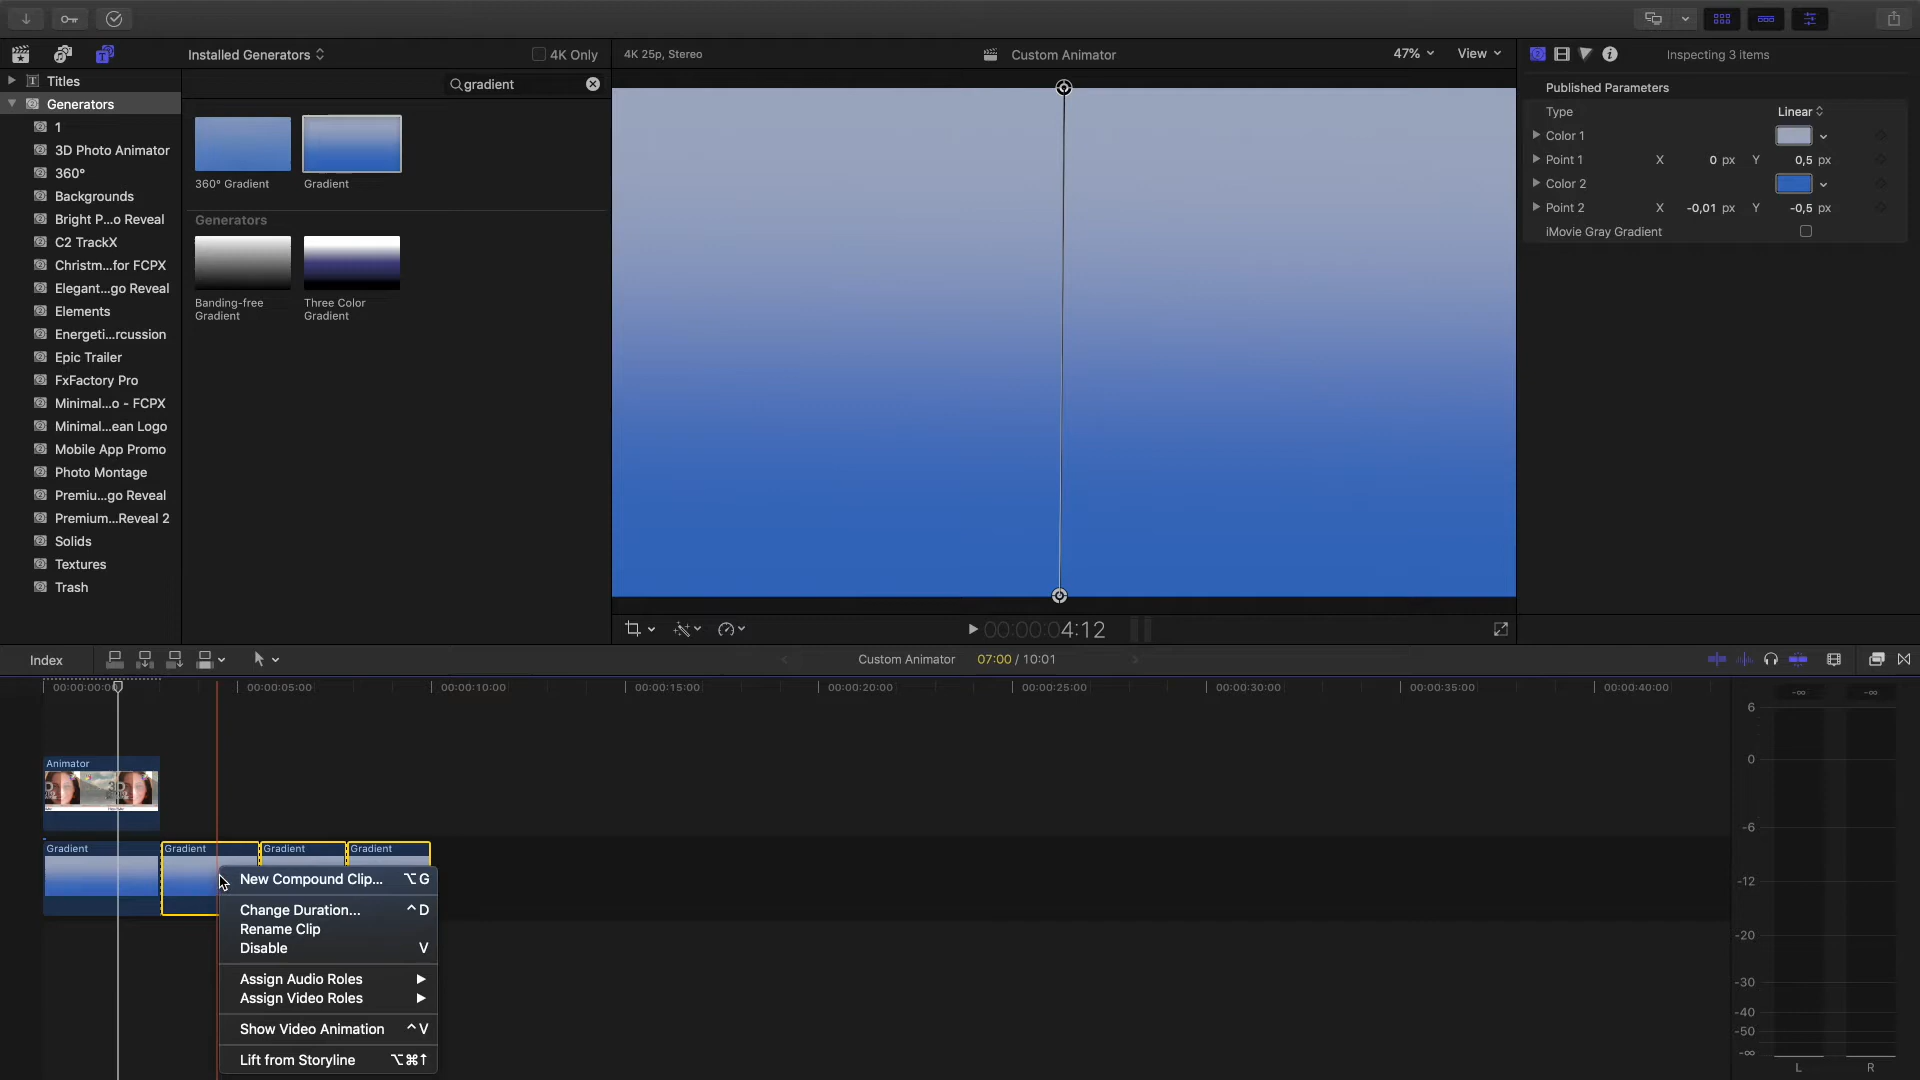 Installed Generators
4K Only
4K 25p, Stereo
Custom Animator
47%
View
Inspecting 3 items
Titles
Generators
1
3D Photo Animator
360°
Backgrounds
Bright P...o Reveal
C2 TrackX
Christm...for FCPX
Elegant...go Reveal
Elements
Energeti...rcussion
Epic Trailer
FxFactory Pro
Minimal...o - FCPX
Minimal...ean Logo
Mobile App Promo
Photo Montage
Premiu...go Reveal
Premium...Reveal 2
Solids
Textures
Trash
gradient
360° Gradient
Gradient
Generators
Banding-free
Gradient
Three Color
Gradient
Published Parameters
Type Linear
Color 1
Point 1 X 0 px Y 0,5 px
Color 2
Point 2 X -0,01 px Y -0,5 px
iMovie Gray Gradient
00:00:04:12
Index
Custom Animator 07:00 / 10:01
00:00:00:0
00:00:05:00
00:00:10:00
00:00:15:00
00:00:20:00
00:00:25:00
00:00:30:00
00:00:35:00
00:00:40:00
Animator
Gradient
Gradient
Gradient
Gradient
New Compound Clip... ⌥G
Change Duration... ^D
Rename Clip
Disable V
Assign Audio Roles
Assign Video Roles
Show Video Animation ^V
Lift from Storyline ⌥⌘↑
-∞ -∞
6
0
-6
-12
-20
-30
-40
-50
-∞
L R